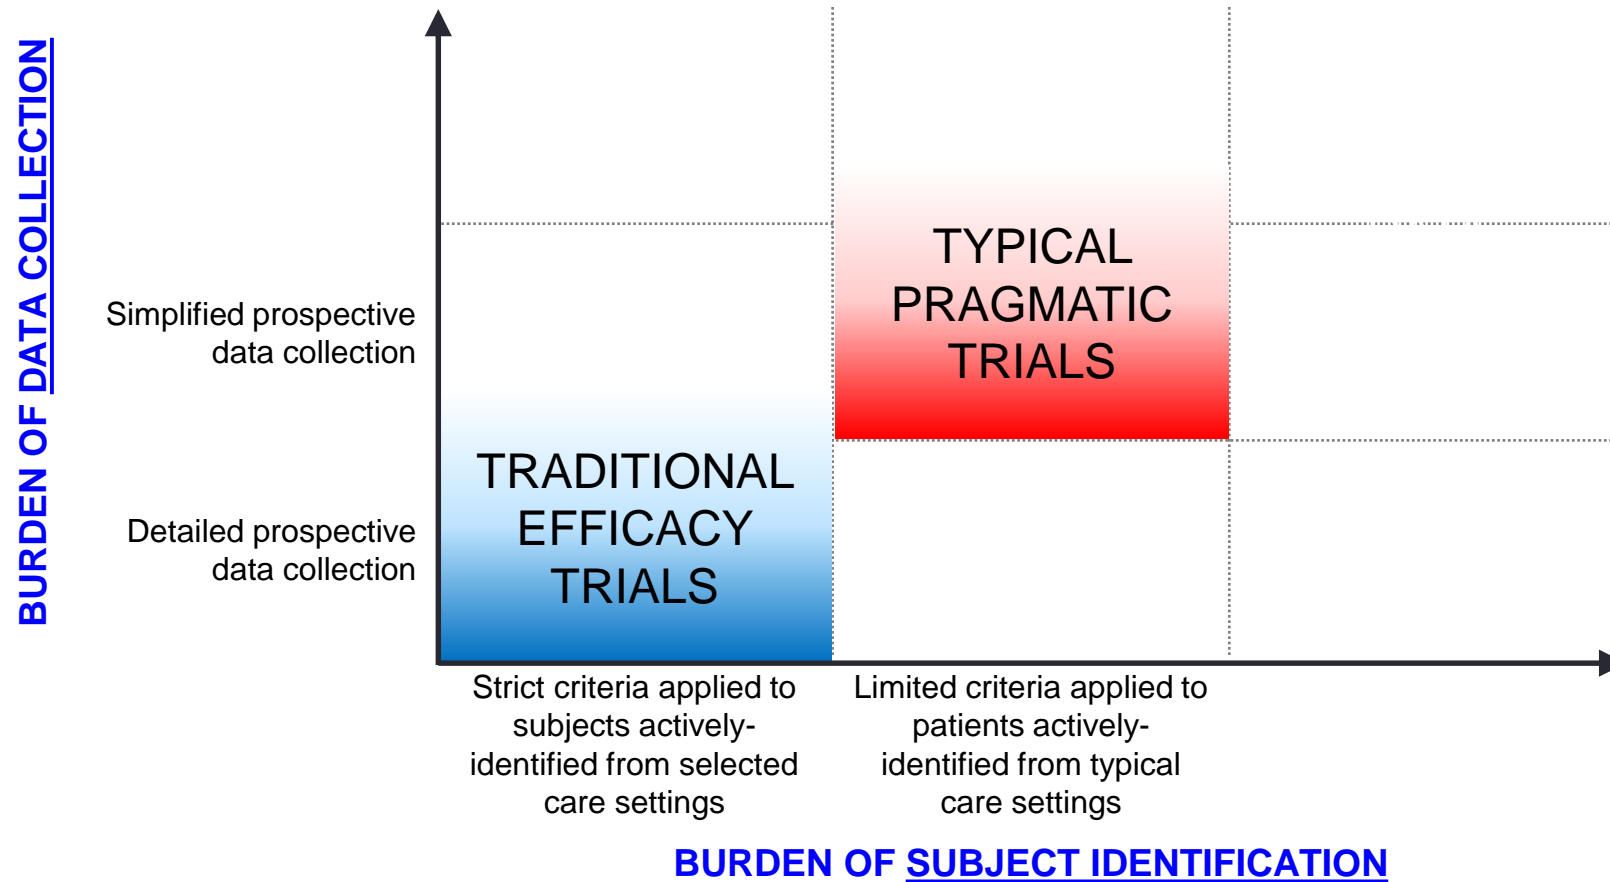 BURDEN OF DATA COLLECTION
Simplified prospective
data collection
Detailed prospective
data collection
TYPICAL
PRAGMATIC
TRIALS
TRADITIONAL
EFFICACY
TRIALS
Strict criteria applied to
subjects actively-
identified from selected
care settings
Limited criteria applied to
patients actively-
identified from typical
care settings
BURDEN OF SUBJECT IDENTIFICATION